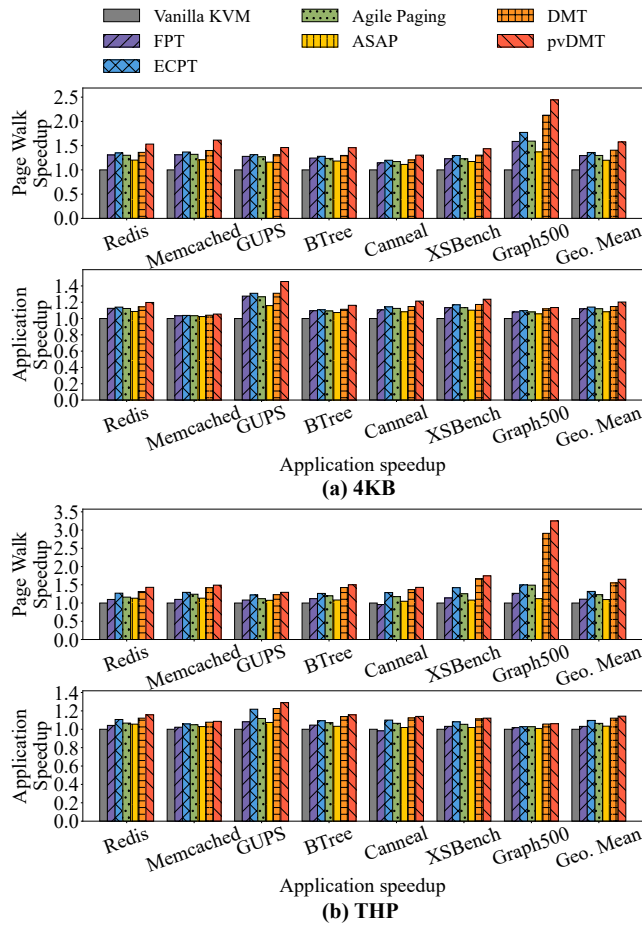 Vanilla KVM Agile Paging DMT
FPT ASAP pvDMT
ECPT
Page Walk
Speedup
2.5
2.0
1.5
1.0
0.5
0.0
Redis Memcached GUPS BTree Canneal XSBench Graph500 Geo. Mean
Application
Speedup
1.4
1.2
1.0
0.8
0.6
0.4
0.2
0.0
Redis Memcached GUPS BTree Canneal XSBench Graph500 Geo. Mean
Application speedup
(a) 4KB
Page Walk
Speedup
3.5
3.0
2.5
2.0
1.5
1.0
0.5
0.0
Redis Memcached GUPS BTree Canneal XSBench Graph500 Geo. Mean
Application
Speedup
1.4
1.2
1.0
0.8
0.6
0.4
0.2
0.0
Redis Memcached GUPS BTree Canneal XSBench Graph500 Geo. Mean
Application speedup
(b) THP